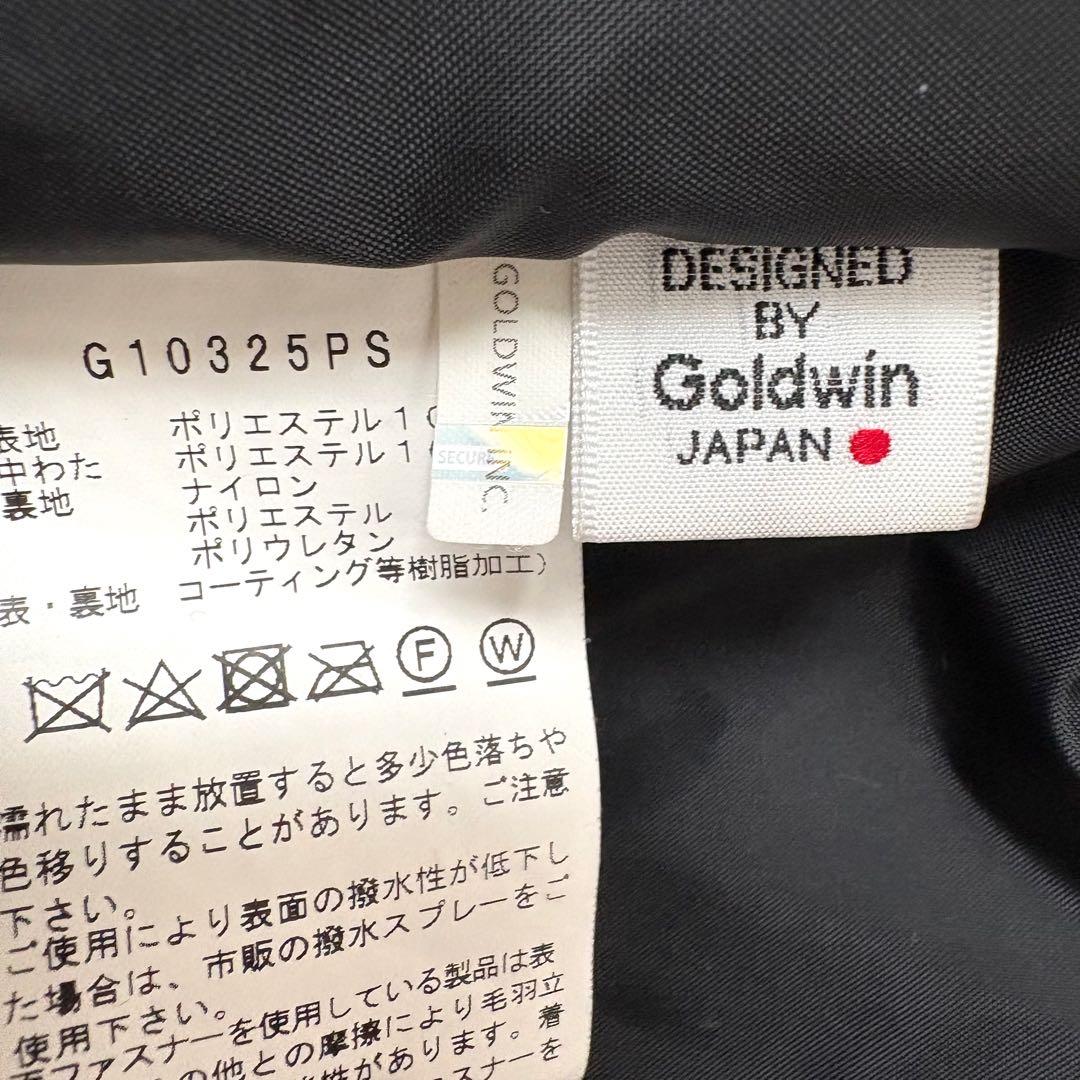 G10325PS
表地 ポリエステル
中わた ポリエステル
裏地 ナイロン
ポリエステル
ポリウレタン
コーティング等樹脂加工)
表・裏地
F W
濡れたまま放置すると多少色落ちや
色移りすることがあります。ご注意
下さい。
ご使用により表面の撥水性が低下し
た場合は、市販の撥水スプレーをご
使用下さい。
ファスナーを使用している製品は表
の他との摩擦により毛羽立
性があります。着
スナーを
GOLDWIN INC.
SECURE
DESIGNED
BY
Goldwin
JAPAN